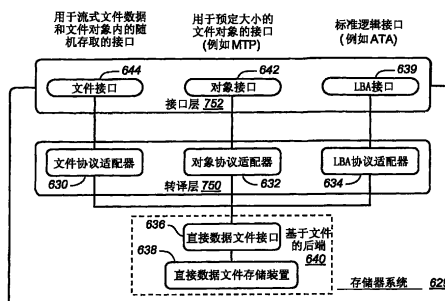 用于流式文件数据
和文件对象内的随
机存取的接口
用于预定大小的
文件对象的接口
(例如MTP)
标准逻辑接口
(例如ATA)
644
642
639
文件接口
对象接口
LBA接口
接口层 752
文件协议适配器
对象协议适配器
LBA协议适配器
630
632
634
转译层 750
636
直接数据文件接口
基于文件
的后端
638
640
直接数据文件存储装置
存储器系统